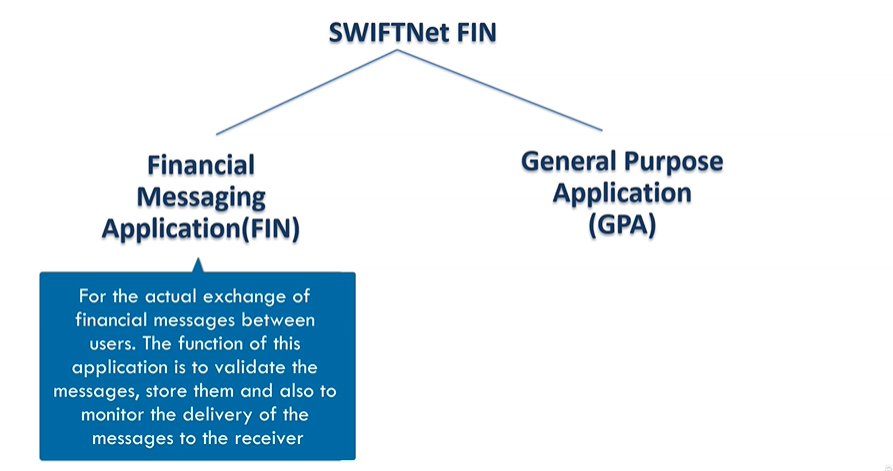 SWIFTNet FIN
Financial
Messaging
Application(FIN)
General Purpose
Application
(GPA)
For the actual exchange of
financial messages between
users. The function of this
application is to validate the
messages, store them and also to
monitor the delivery of the
messages to the receiver